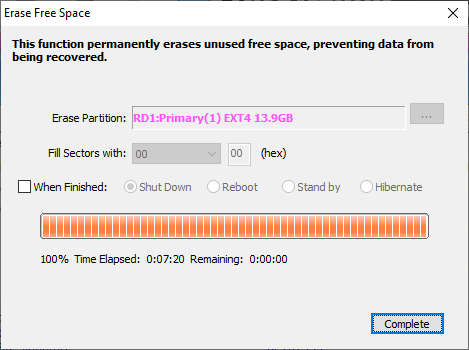 Erase Free Space
This function permanently erases unused free space, preventing data from
being recovered.
Erase Partition: RD1:Primary(1) EXT4 13.9GB ...
Fill Sectors with: 00 00 (hex)
When Finished: Shut Down Reboot Stand by Hibernate
100% Time Elapsed: 0:07:20 Remaining: 0:00:00
Complete